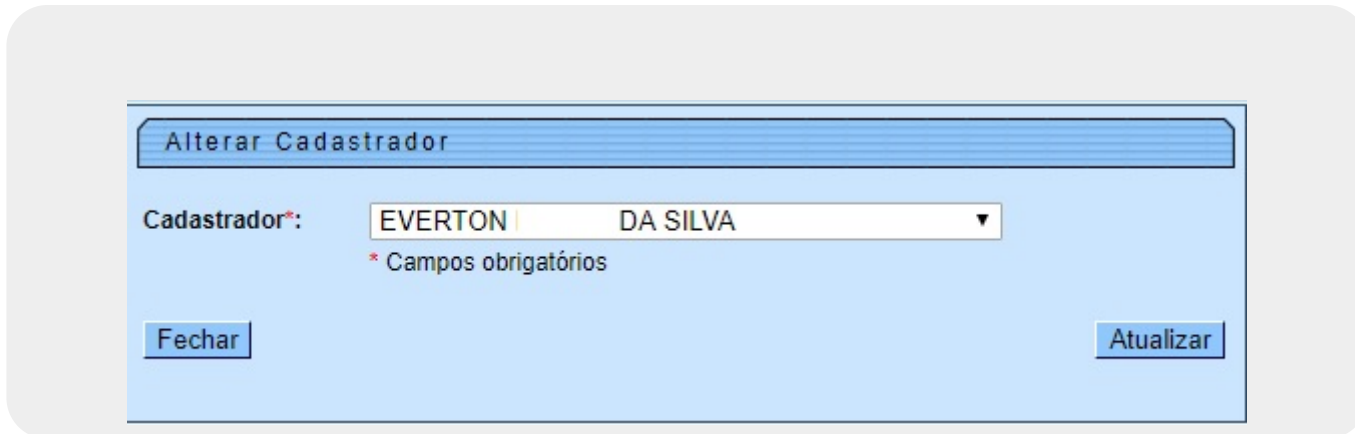 Alterar Cadastrador
Cadastrador*: EVERTON DA SILVA
* Campos obrigatórios
Fechar Atualizar